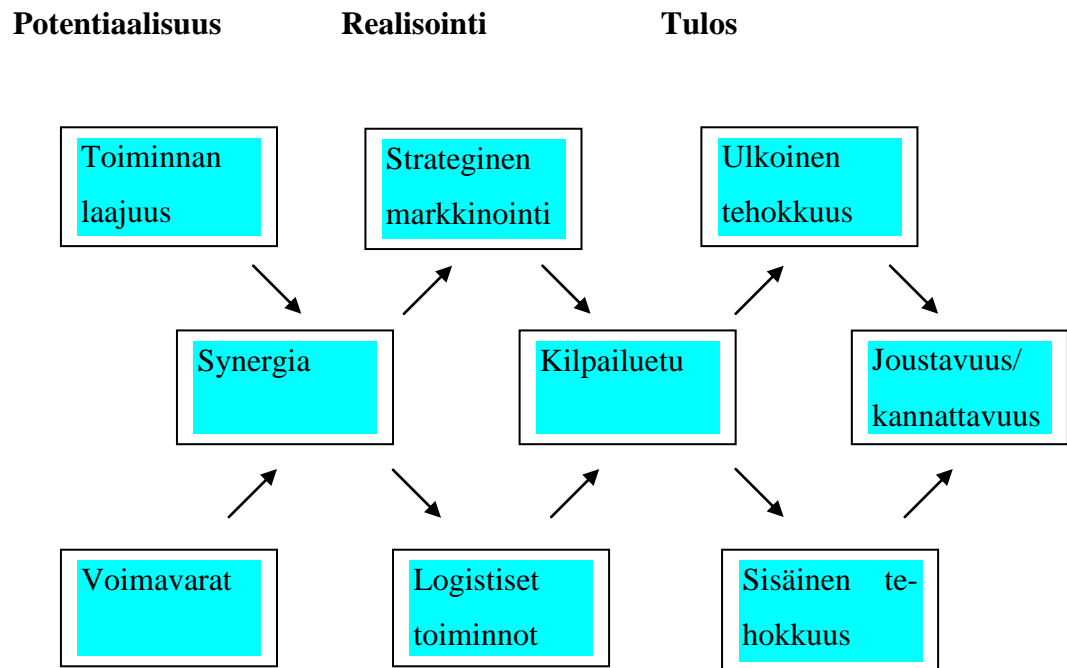 Potentiaalisuus Realisointi Tulos
Toiminnan
laajuus
Strateginen
markkinointi
Ulkoinen
tehokkuus
Synergia
Kilpailuetu
Joustavuus/
kannattavuus
Voimavarat
Logistiset
toiminnot
Sisäinen te-
hokkuus